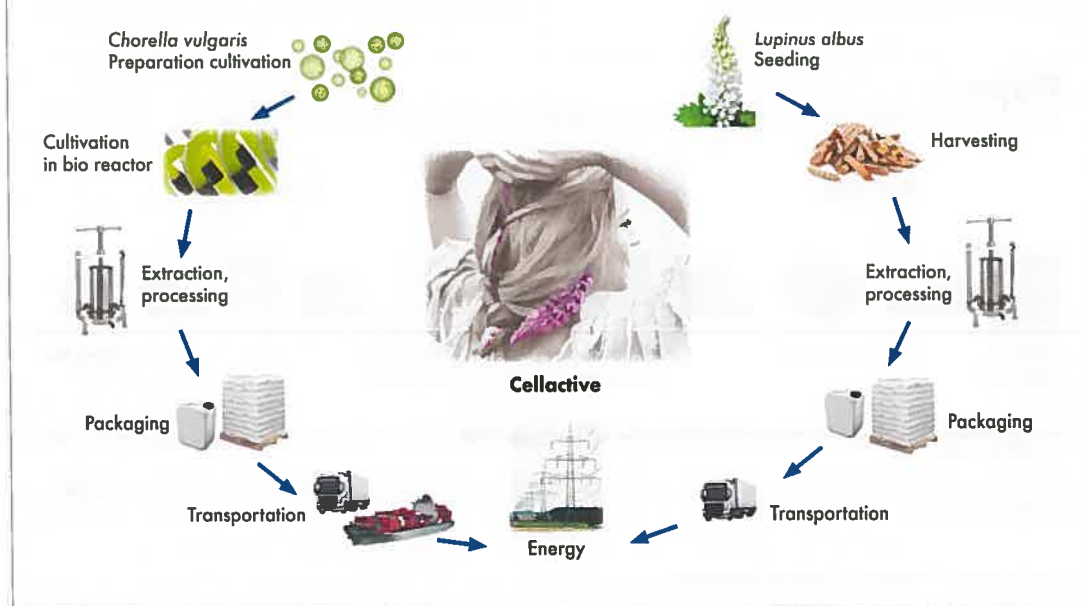 Chorella vulgaris
Preparation cultivation
Cultivation
in bio reactor
Extraction,
processing
Packaging
Transportation
Cellactive
Energy
Lupinus albus
Seeding
Harvesting
Extraction,
processing
Packaging
Transportation